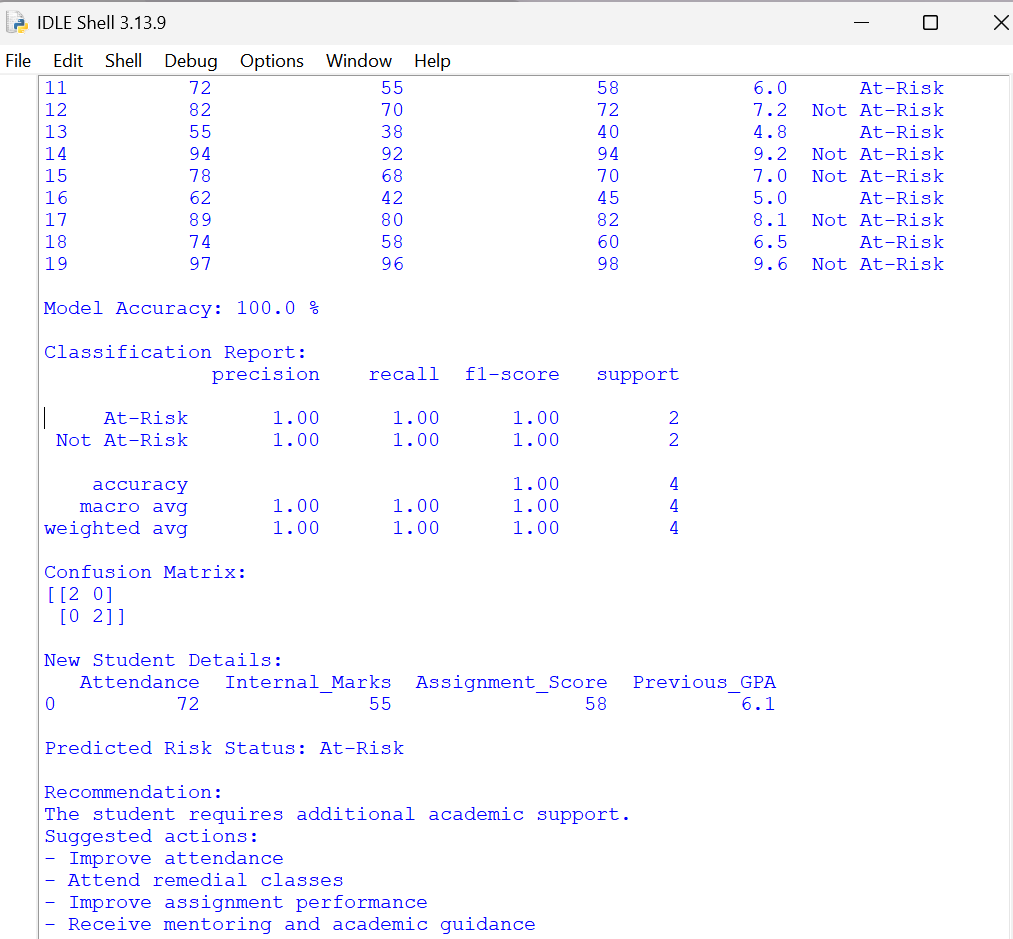 IDLE Shell 3.13.9
File Edit Shell Debug Options Window Help
11 72 55 58 6.0 At-Risk
12 82 70 72 7.2 Not At-Risk
13 55 38 40 4.8 At-Risk
14 94 92 94 9.2 Not At-Risk
15 78 68 70 7.0 Not At-Risk
16 62 42 45 5.0 At-Risk
17 89 80 82 8.1 Not At-Risk
18 74 58 60 6.5 At-Risk
19 97 96 98 9.6 Not At-Risk
Model Accuracy: 100.0 %
Classification Report:
precision recall f1-score support
At-Risk 1.00 1.00 1.00 2
Not At-Risk 1.00 1.00 1.00 2
accuracy 1.00 4
macro avg 1.00 1.00 1.00 4
weighted avg 1.00 1.00 1.00 4
Confusion Matrix:
[[2 0]
[0 2]]
New Student Details:
Attendance Internal_Marks Assignment_Score Previous_GPA
0 72 55 58 6.1
Predicted Risk Status: At-Risk
Recommendation:
The student requires additional academic support.
Suggested actions:
- Improve attendance
- Attend remedial classes
- Improve assignment performance
- Receive mentoring and academic guidance